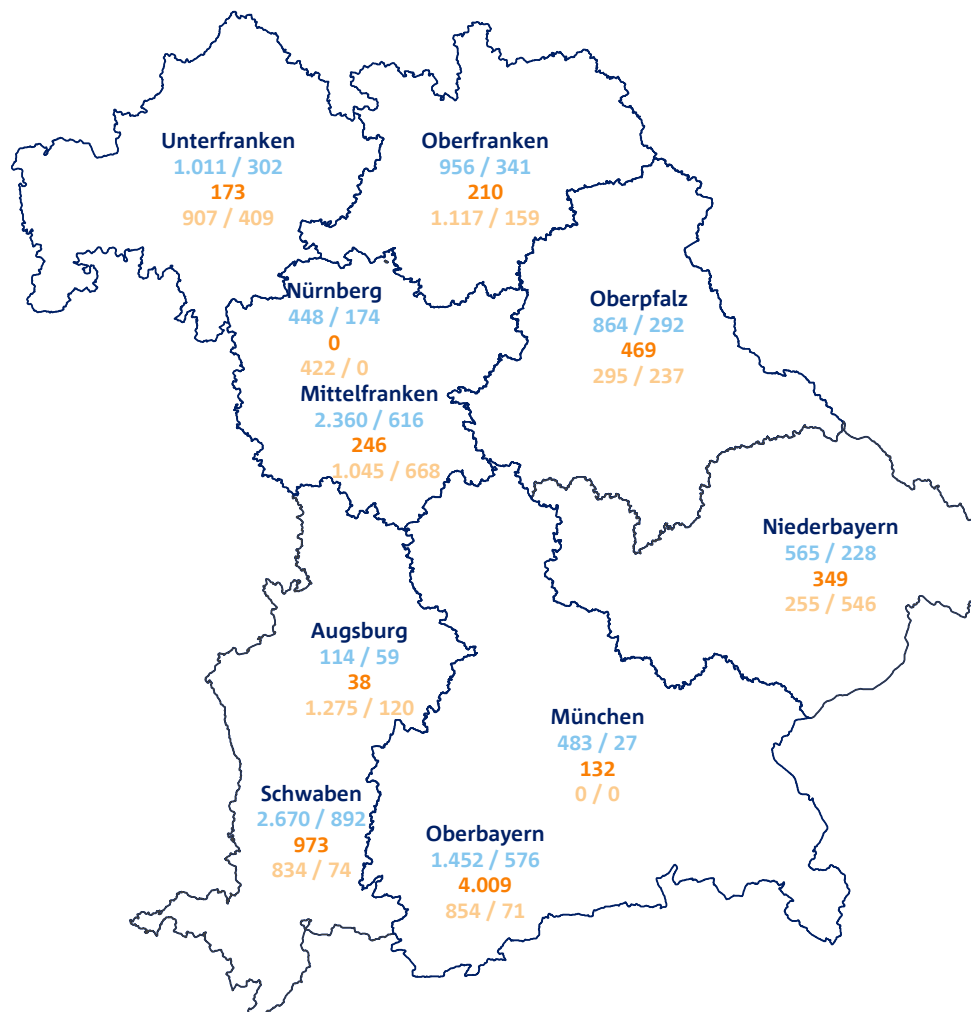 Unterfranken
1.011 / 302
173
907 / 409
Oberfranken
956 / 341
210
1.117 / 159
Nürnberg
448 / 174
0
422 / 0
Mittelfranken
2.360 / 616
246
1.045 / 668
Oberpfalz
864 / 292
469
295 / 237
Niederbayern
565 / 228
349
255 / 546
Augsburg
114 / 59
38
1.275 / 120
München
483 / 27
132
0 / 0
Schwaben
2.670 / 892
973
834 / 74
Oberbayern
1.452 / 576
4.009
854 / 71